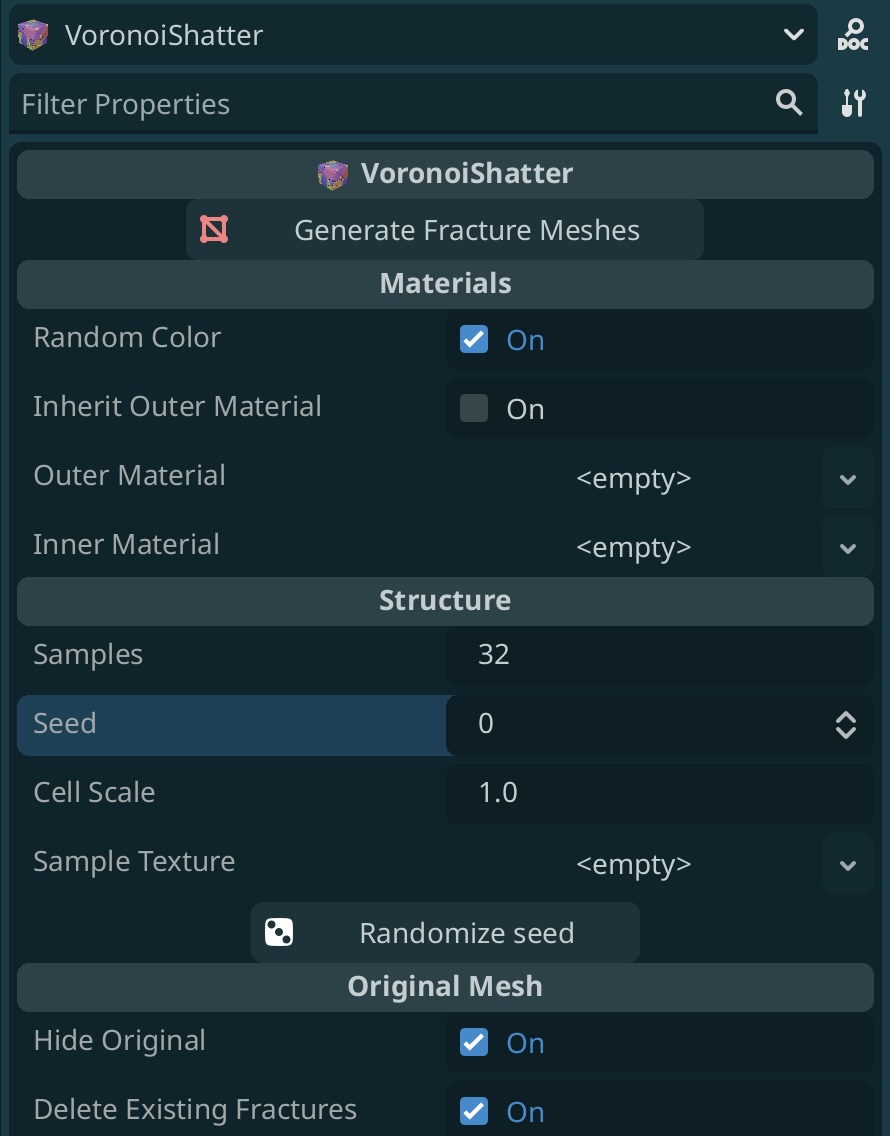 VoronoiShatter
DOC
Filter Properties
VoronoiShatter
Generate Fracture Meshes
Materials
Random Color On
Inherit Outer Material On
Outer Material <empty>
Inner Material <empty>
Structure
Samples 32
Seed 0
Cell Scale 1.0
Sample Texture <empty>
Randomize seed
Original Mesh
Hide Original On
Delete Existing Fractures On